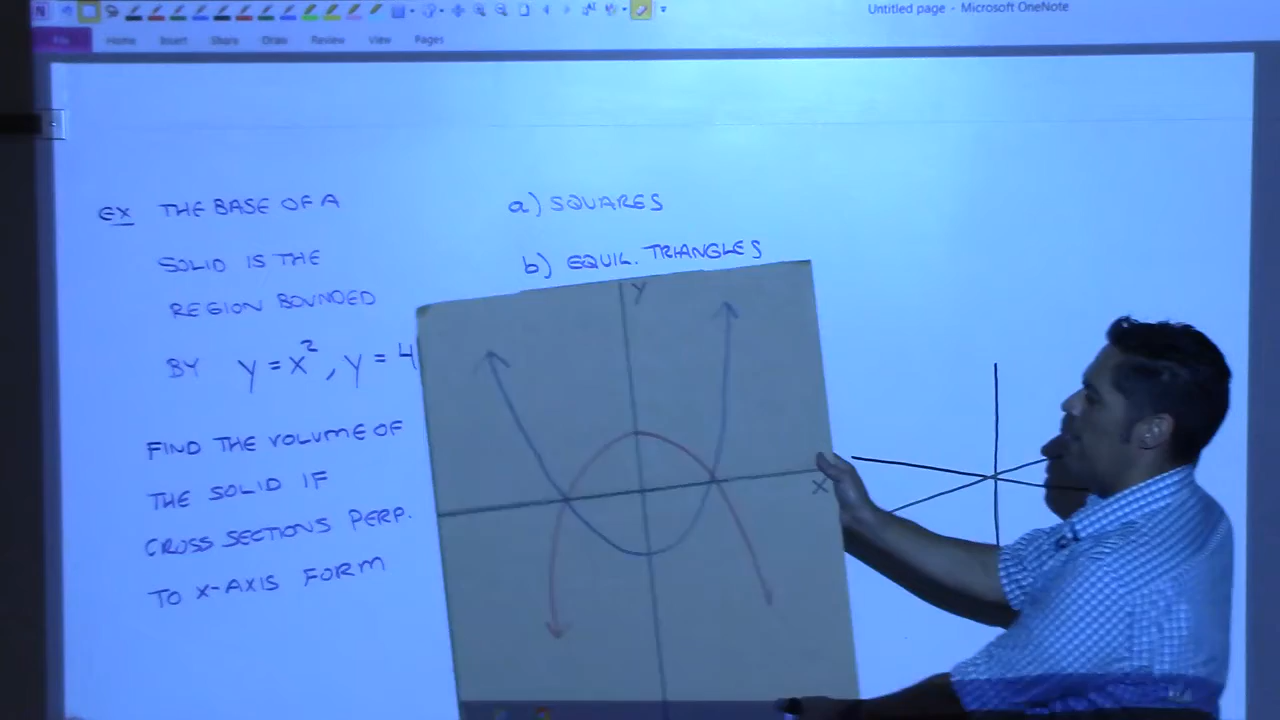 Untitled page - Microsoft OneNote
File Home Insert Share Draw Review View Pages
EX THE BASE OF A
SOLID IS THE
REGION BOUNDED
BY y = x², y = 4
FIND THE VOLUME OF
THE SOLID IF
CROSS SECTIONS PERP.
TO X-AXIS FORM
a) SQUARES
b) EQUIL. TRIANGLES
Y
X